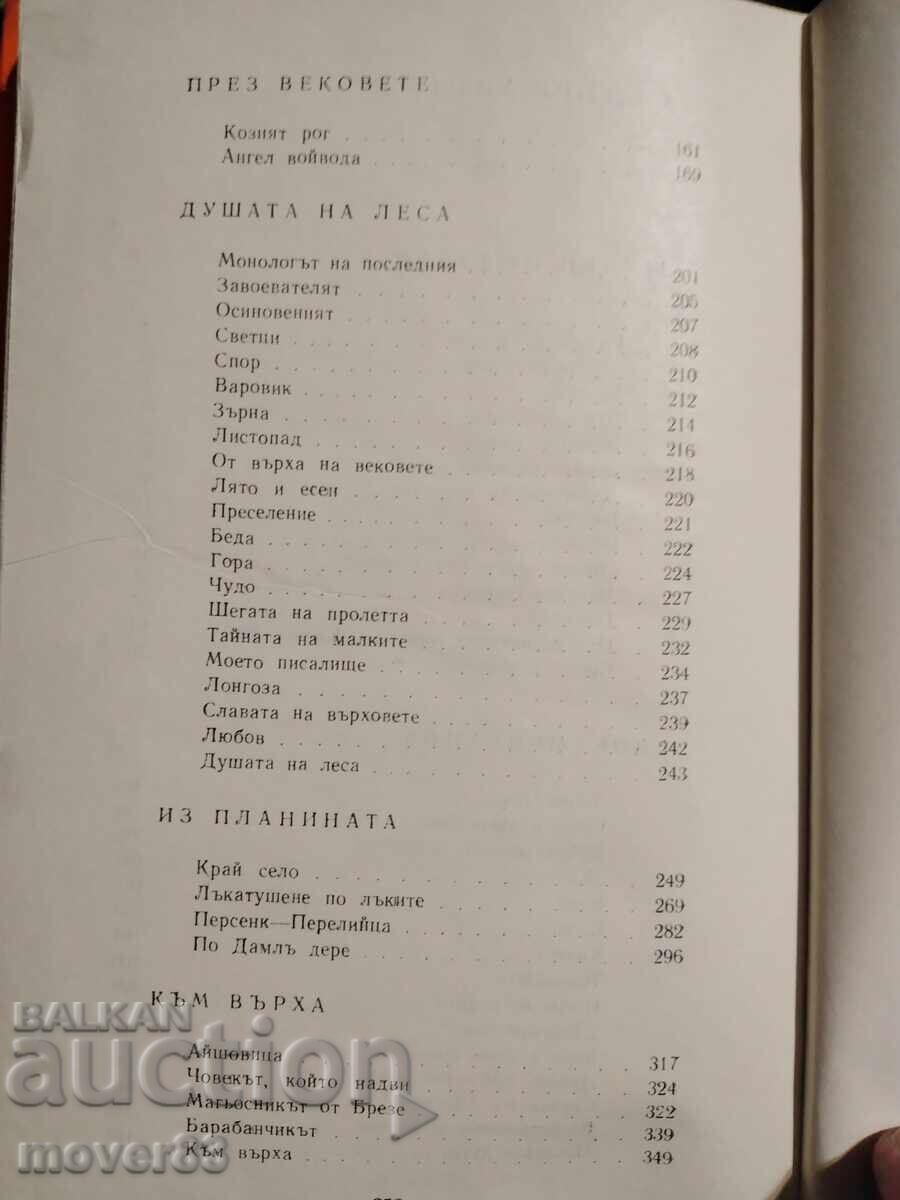 ПРЕЗ ВЕКОВЕТЕ
Козият рог . . . . . . . . . . 161
Ангел войвода . . . . . . . . . . 169
ДУШАТА НА ЛЕСА
Монологът на последния . . . . . . 201
Завоевателят . . . . . . . . . . 205
Осиновеният . . . . . . . . . . 207
Светци . . . . . . . . . . 208
Спор . . . . . . . . . . 210
Варовик . . . . . . . . . . 212
Зърна . . . . . . . . . . 214
Листопад . . . . . . . . . . 216
От върха на вековете . . . . . . 218
Лято и есен . . . . . . . . . . 220
Преселение . . . . . . . . . . 221
Беда . . . . . . . . . . 222
Гора . . . . . . . . . . 224
Чудо . . . . . . . . . . 227
Шегата на пролетта . . . . . . . . 229
Тайната на малките . . . . . . . . 232
Моето писалище . . . . . . . . 234
Лонгоза . . . . . . . . . . 237
Славата на върховете . . . . . . 239
Любов . . . . . . . . . . 242
Душата на леса . . . . . . . . 243
ИЗ ПЛАНИНАТА
Край село . . . . . . . . . . 249
Лъкатушене по лъките . . . . . . 269
Персенк—Перелийца . . . . . . . . 282
По Дамлъ дере . . . . . . . . 296
КЪМ ВЪРХА
Айшовица . . . . . . . . . . 317
Човекът, който надви . . . . . . 324
Магьосникът от Брезе . . . . . . 322
Барабанчикът . . . . . . . . 339
Към върха . . . . . . . . . . 349
BALKAN
auction
mover83